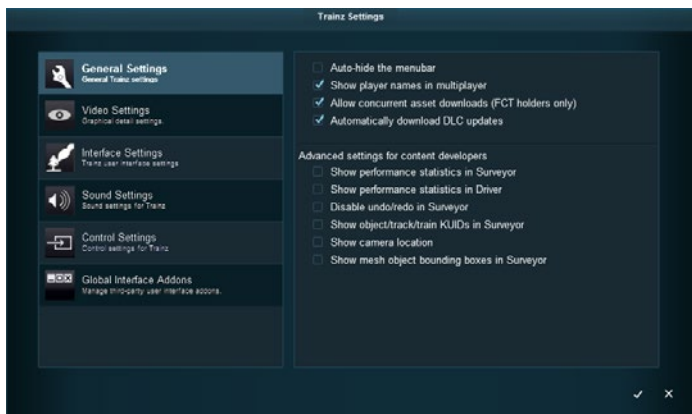 Trainz Settings
General Settings
General Trainz settings
Video Settings
Graphical detail settings.
Interface Settings
Trainz user interface settings
Sound Settings
Sound settings for Trainz
Control Settings
Control settings for Trainz
Global Interface Addons
Manage third-party user interface addons.
Auto-hide the menubar
Show player names in multiplayer
Allow concurrent asset downloads (FCT holders only)
Automatically download DLC updates
Advanced settings for content developers
Show performance statistics in Surveyor
Show performance statistics in Driver
Disable undo/redo in Surveyor
Show object/track/train KUIDs in Surveyor
Show camera location
Show mesh object bounding boxes in Surveyor